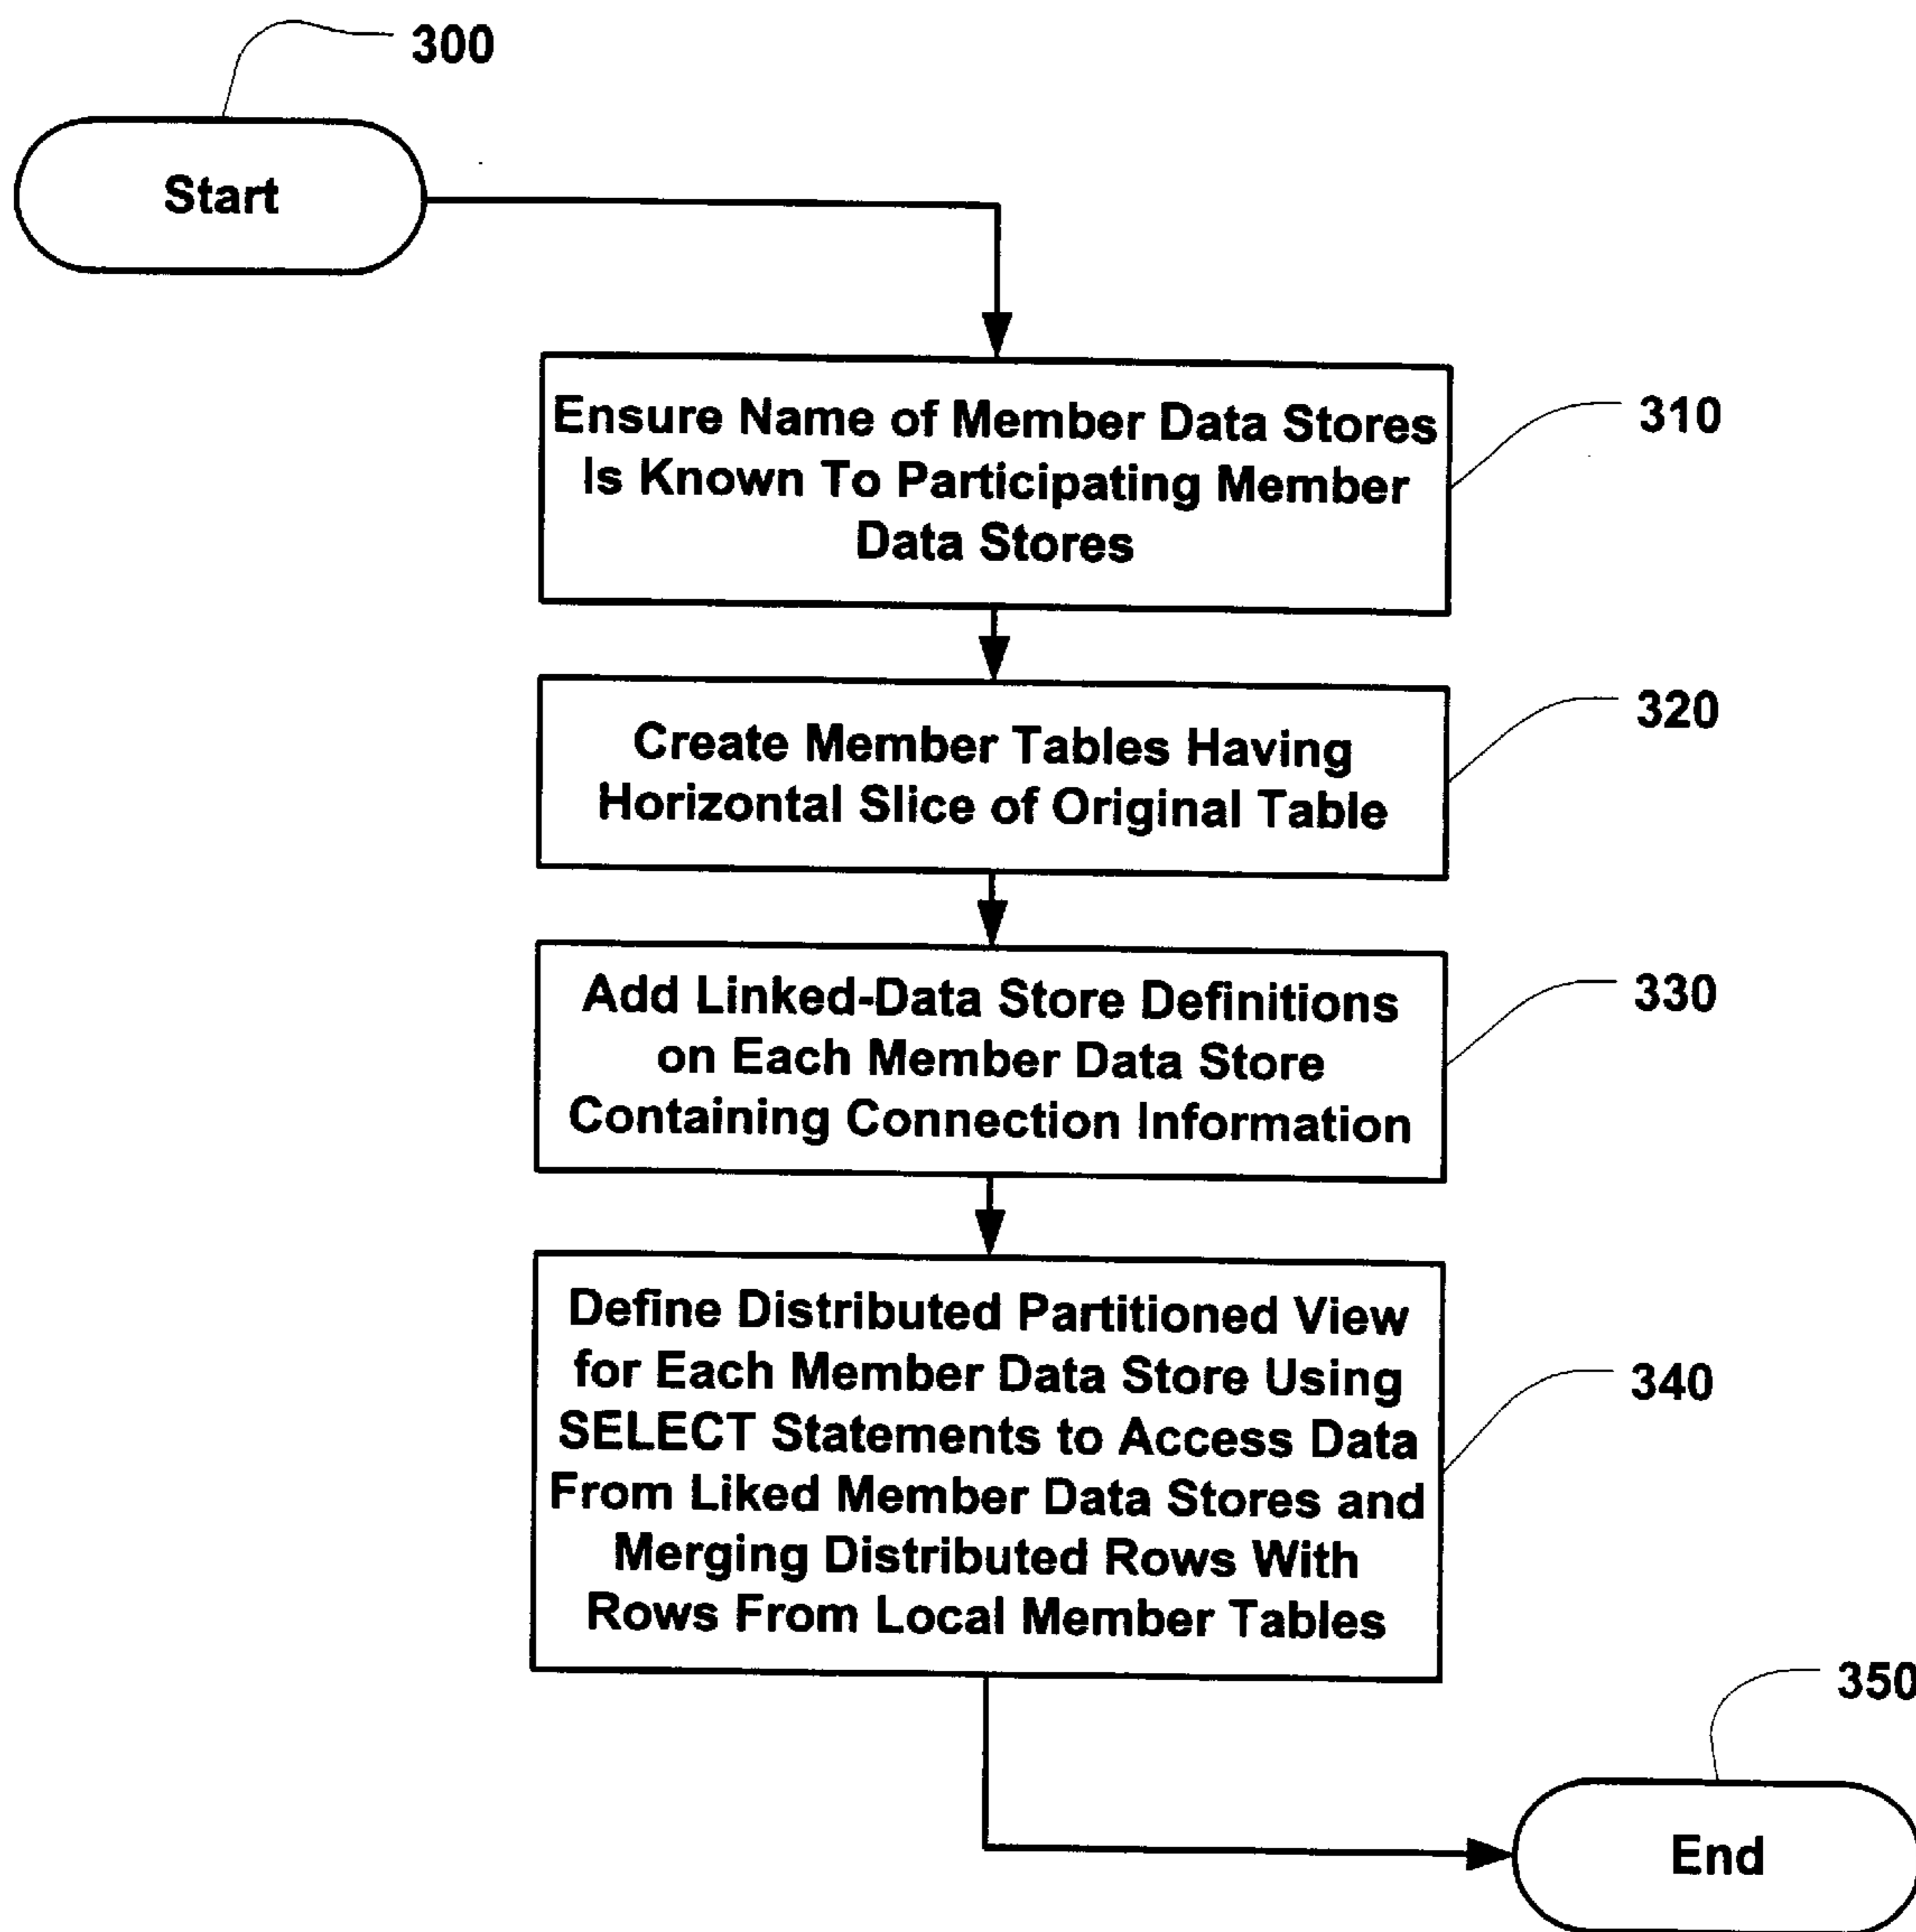 300
Start
Ensure Name of Member Data Stores
Is Known To Participating Member
Data Stores
310
Create Member Tables Having
Horizontal Slice of Original Table
320
Add Linked-Data Store Definitions
on Each Member Data Store
Containing Connection Information
330
Define Distributed Partitioned View
for Each Member Data Store Using
SELECT Statements to Access Data
From Liked Member Data Stores and
Merging Distributed Rows With
Rows From Local Member Tables
340
350
End